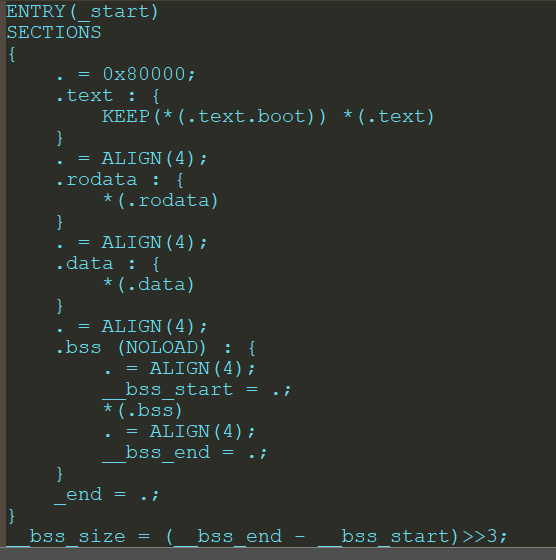 ENTRY(_start)
SECTIONS
{
    . = 0x80000;
    .text : {
        KEEP(*(.text.boot)) *(.text)
    }
    . = ALIGN(4);
    .rodata : {
        *(.rodata)
    }
    . = ALIGN(4);
    .data : {
        *(.data)
    }
    . = ALIGN(4);
    .bss (NOLOAD) : {
        . = ALIGN(4);
        __bss_start = .;
        *(.bss)
        . = ALIGN(4);
        __bss_end = .;
    }
    _end = .;
}
__bss_size = (__bss_end - __bss_start)>>3;